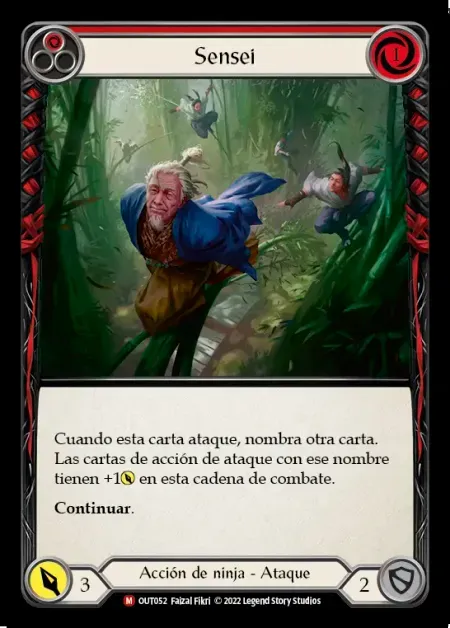 Sensei
1
Cuando esta carta ataque, nombra otra carta.
Las cartas de acción de ataque con ese nombre
tienen +1 en esta cadena de combate.
Continuar.
3
Acción de ninja - Ataque
2
M OUT052 Faizal Fikri © 2022 Legend Story Studios